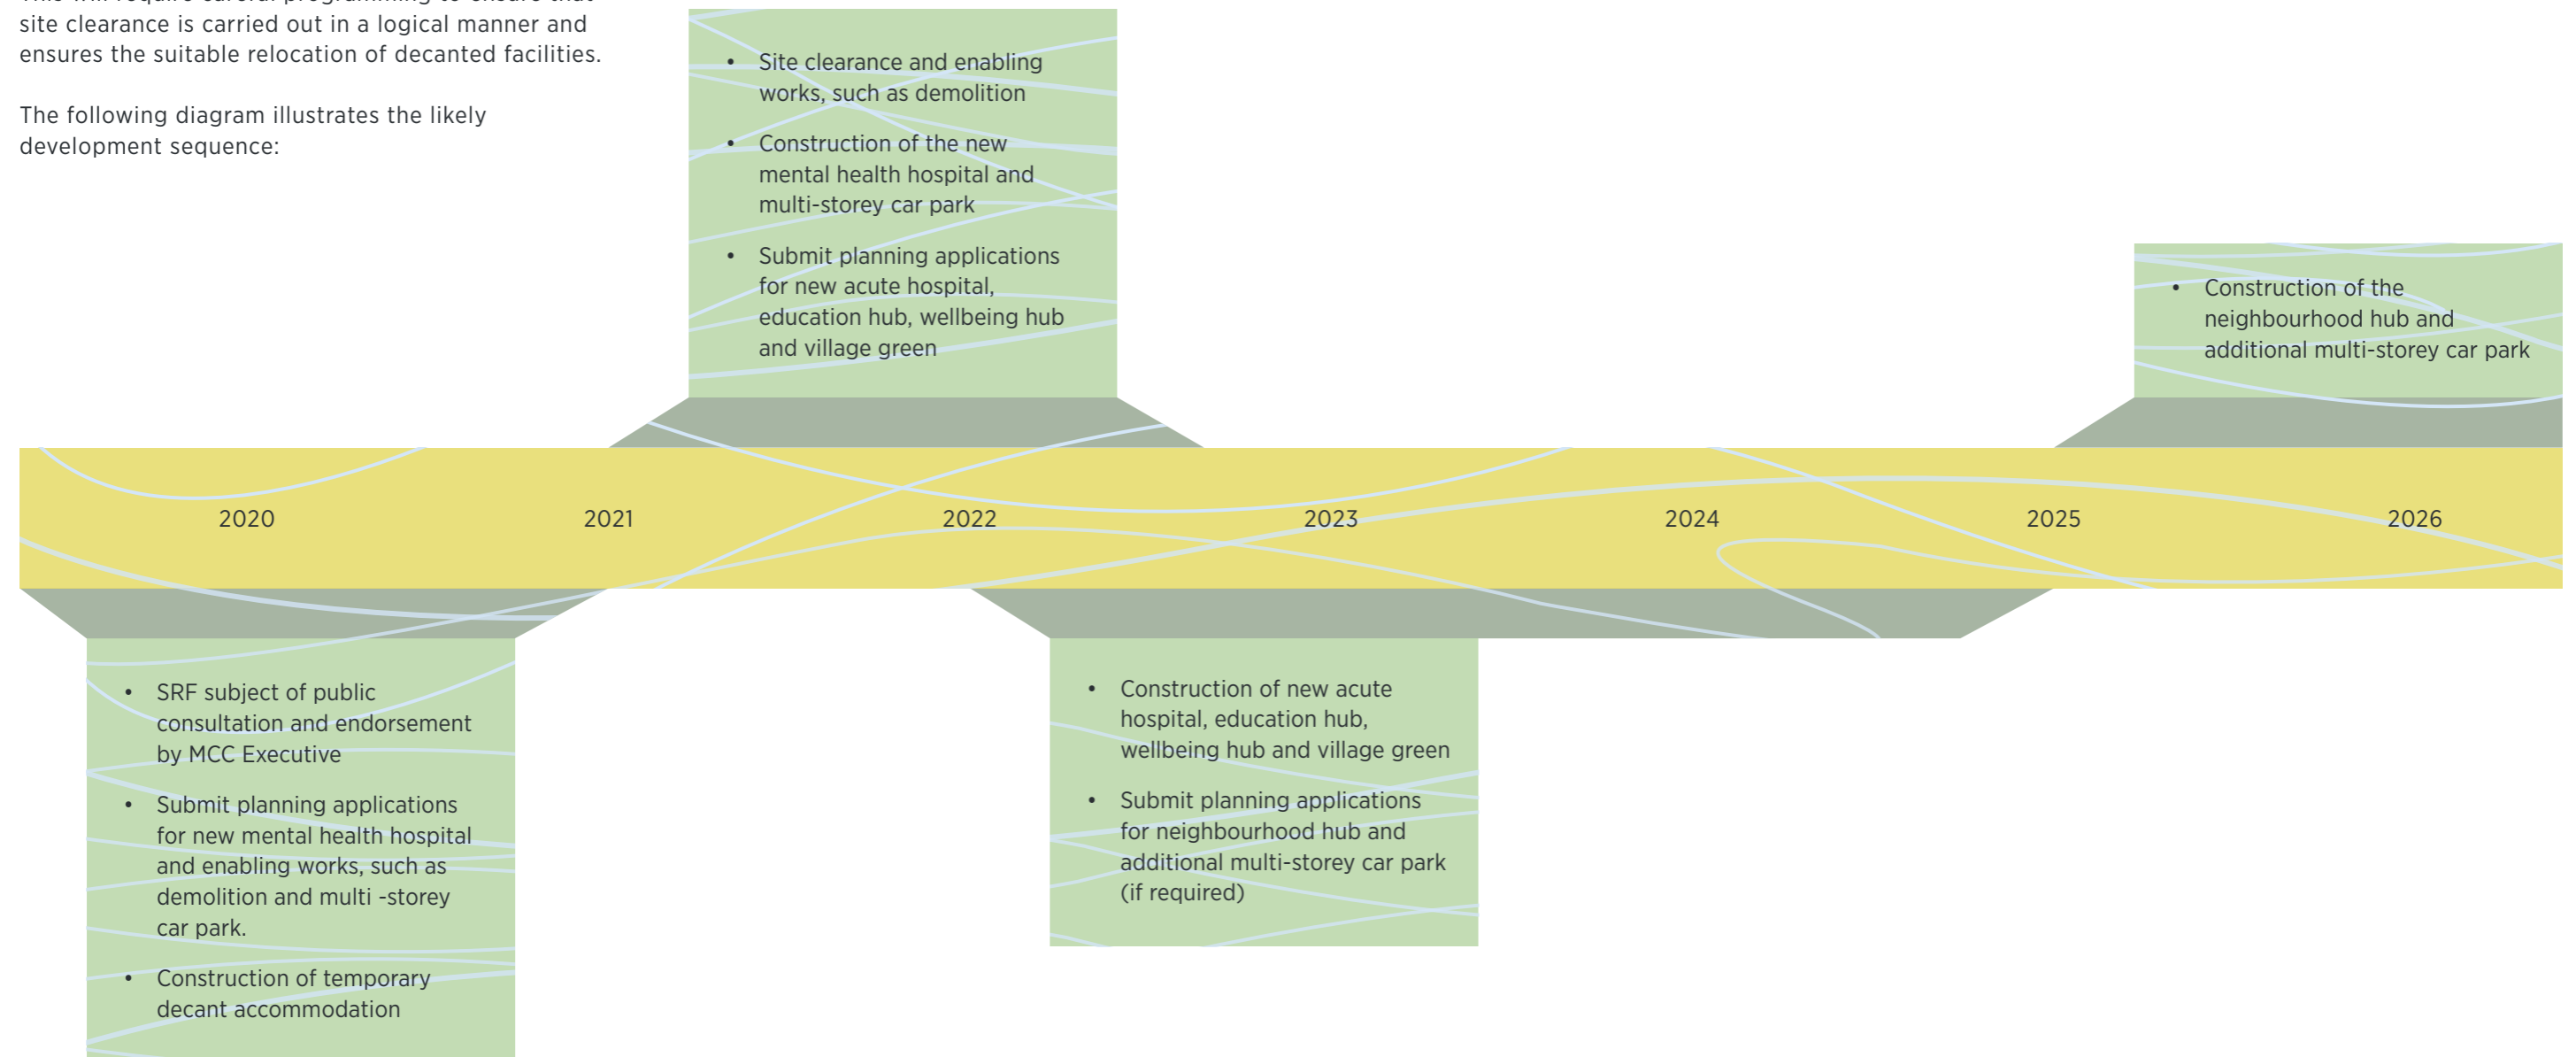 site clearance is carried out in a logical manner and
ensures the suitable relocation of decanted facilities.
The following diagram illustrates the likely
development sequence:
• Site clearance and enabling
works, such as demolition
• Construction of the new
mental health hospital and
multi-storey car park
• Submit planning applications
for new acute hospital,
education hub, wellbeing hub
and village green
• Construction of the
neighbourhood hub and
additional multi-storey car park
2020 2021 2022 2023 2024 2025 2026
• SRF subject of public
consultation and endorsement
by MCC Executive
• Submit planning applications
for new mental health hospital
and enabling works, such as
demolition and multi -storey
car park.
• Construction of temporary
decant accommodation
• Construction of new acute
hospital, education hub,
wellbeing hub and village green
• Submit planning applications
for neighbourhood hub and
additional multi-storey car park
(if required)